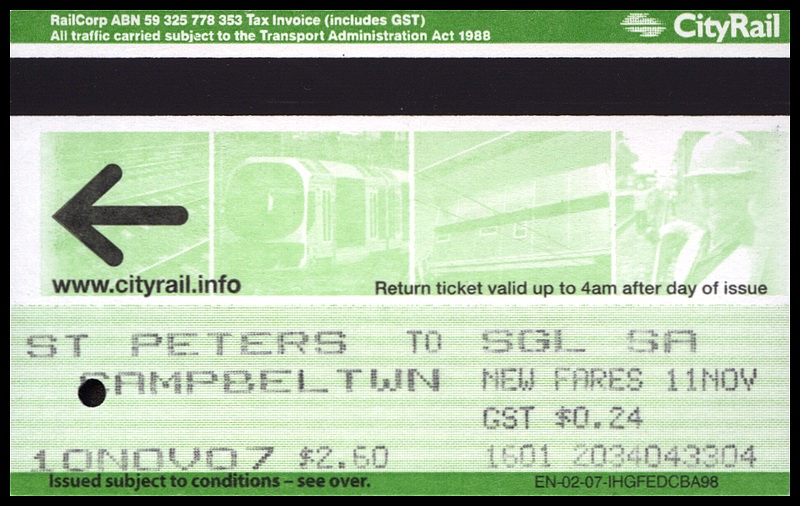 RailCorp ABN 59 325 778 353 Tax Invoice (includes GST)
All traffic carried subject to the Transport Administration Act 1988
CityRail
www.cityrail.info
Return ticket valid up to 4am after day of issue
ST PETERS TO SGL SA
CAMPBELTWN NEW FARES 11NOV
GST $0.24
10NOV07 $2.60 1601 2034043304
Issued subject to conditions – see over.
EN-02-07-IHGFEDCBA98